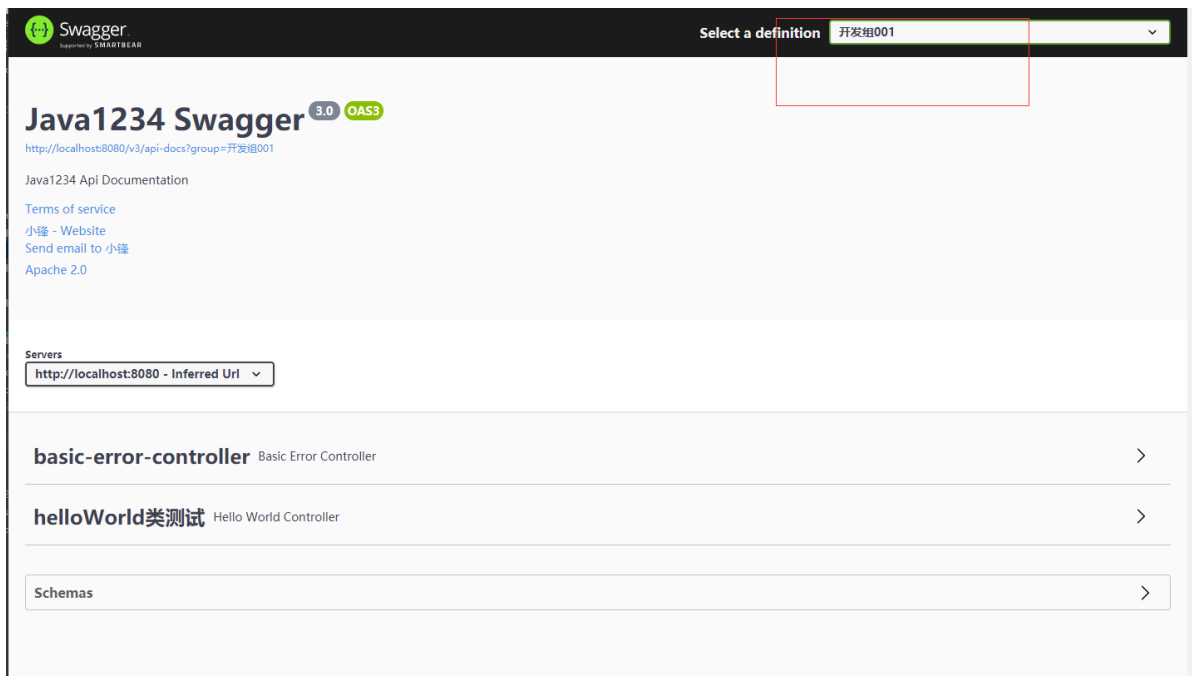 Swagger.
Supported by SMARTBEAR
Select a definition
开发组001
Java1234 Swagger 3.0 OAS3
http://localhost:8080/v3/api-docs?group=开发组001
Java1234 Api Documentation
Terms of service
小锋 - Website
Send email to 小锋
Apache 2.0
Servers
http://localhost:8080 - Inferred Url
basic-error-controller Basic Error Controller
helloWorld类测试 Hello World Controller
Schemas